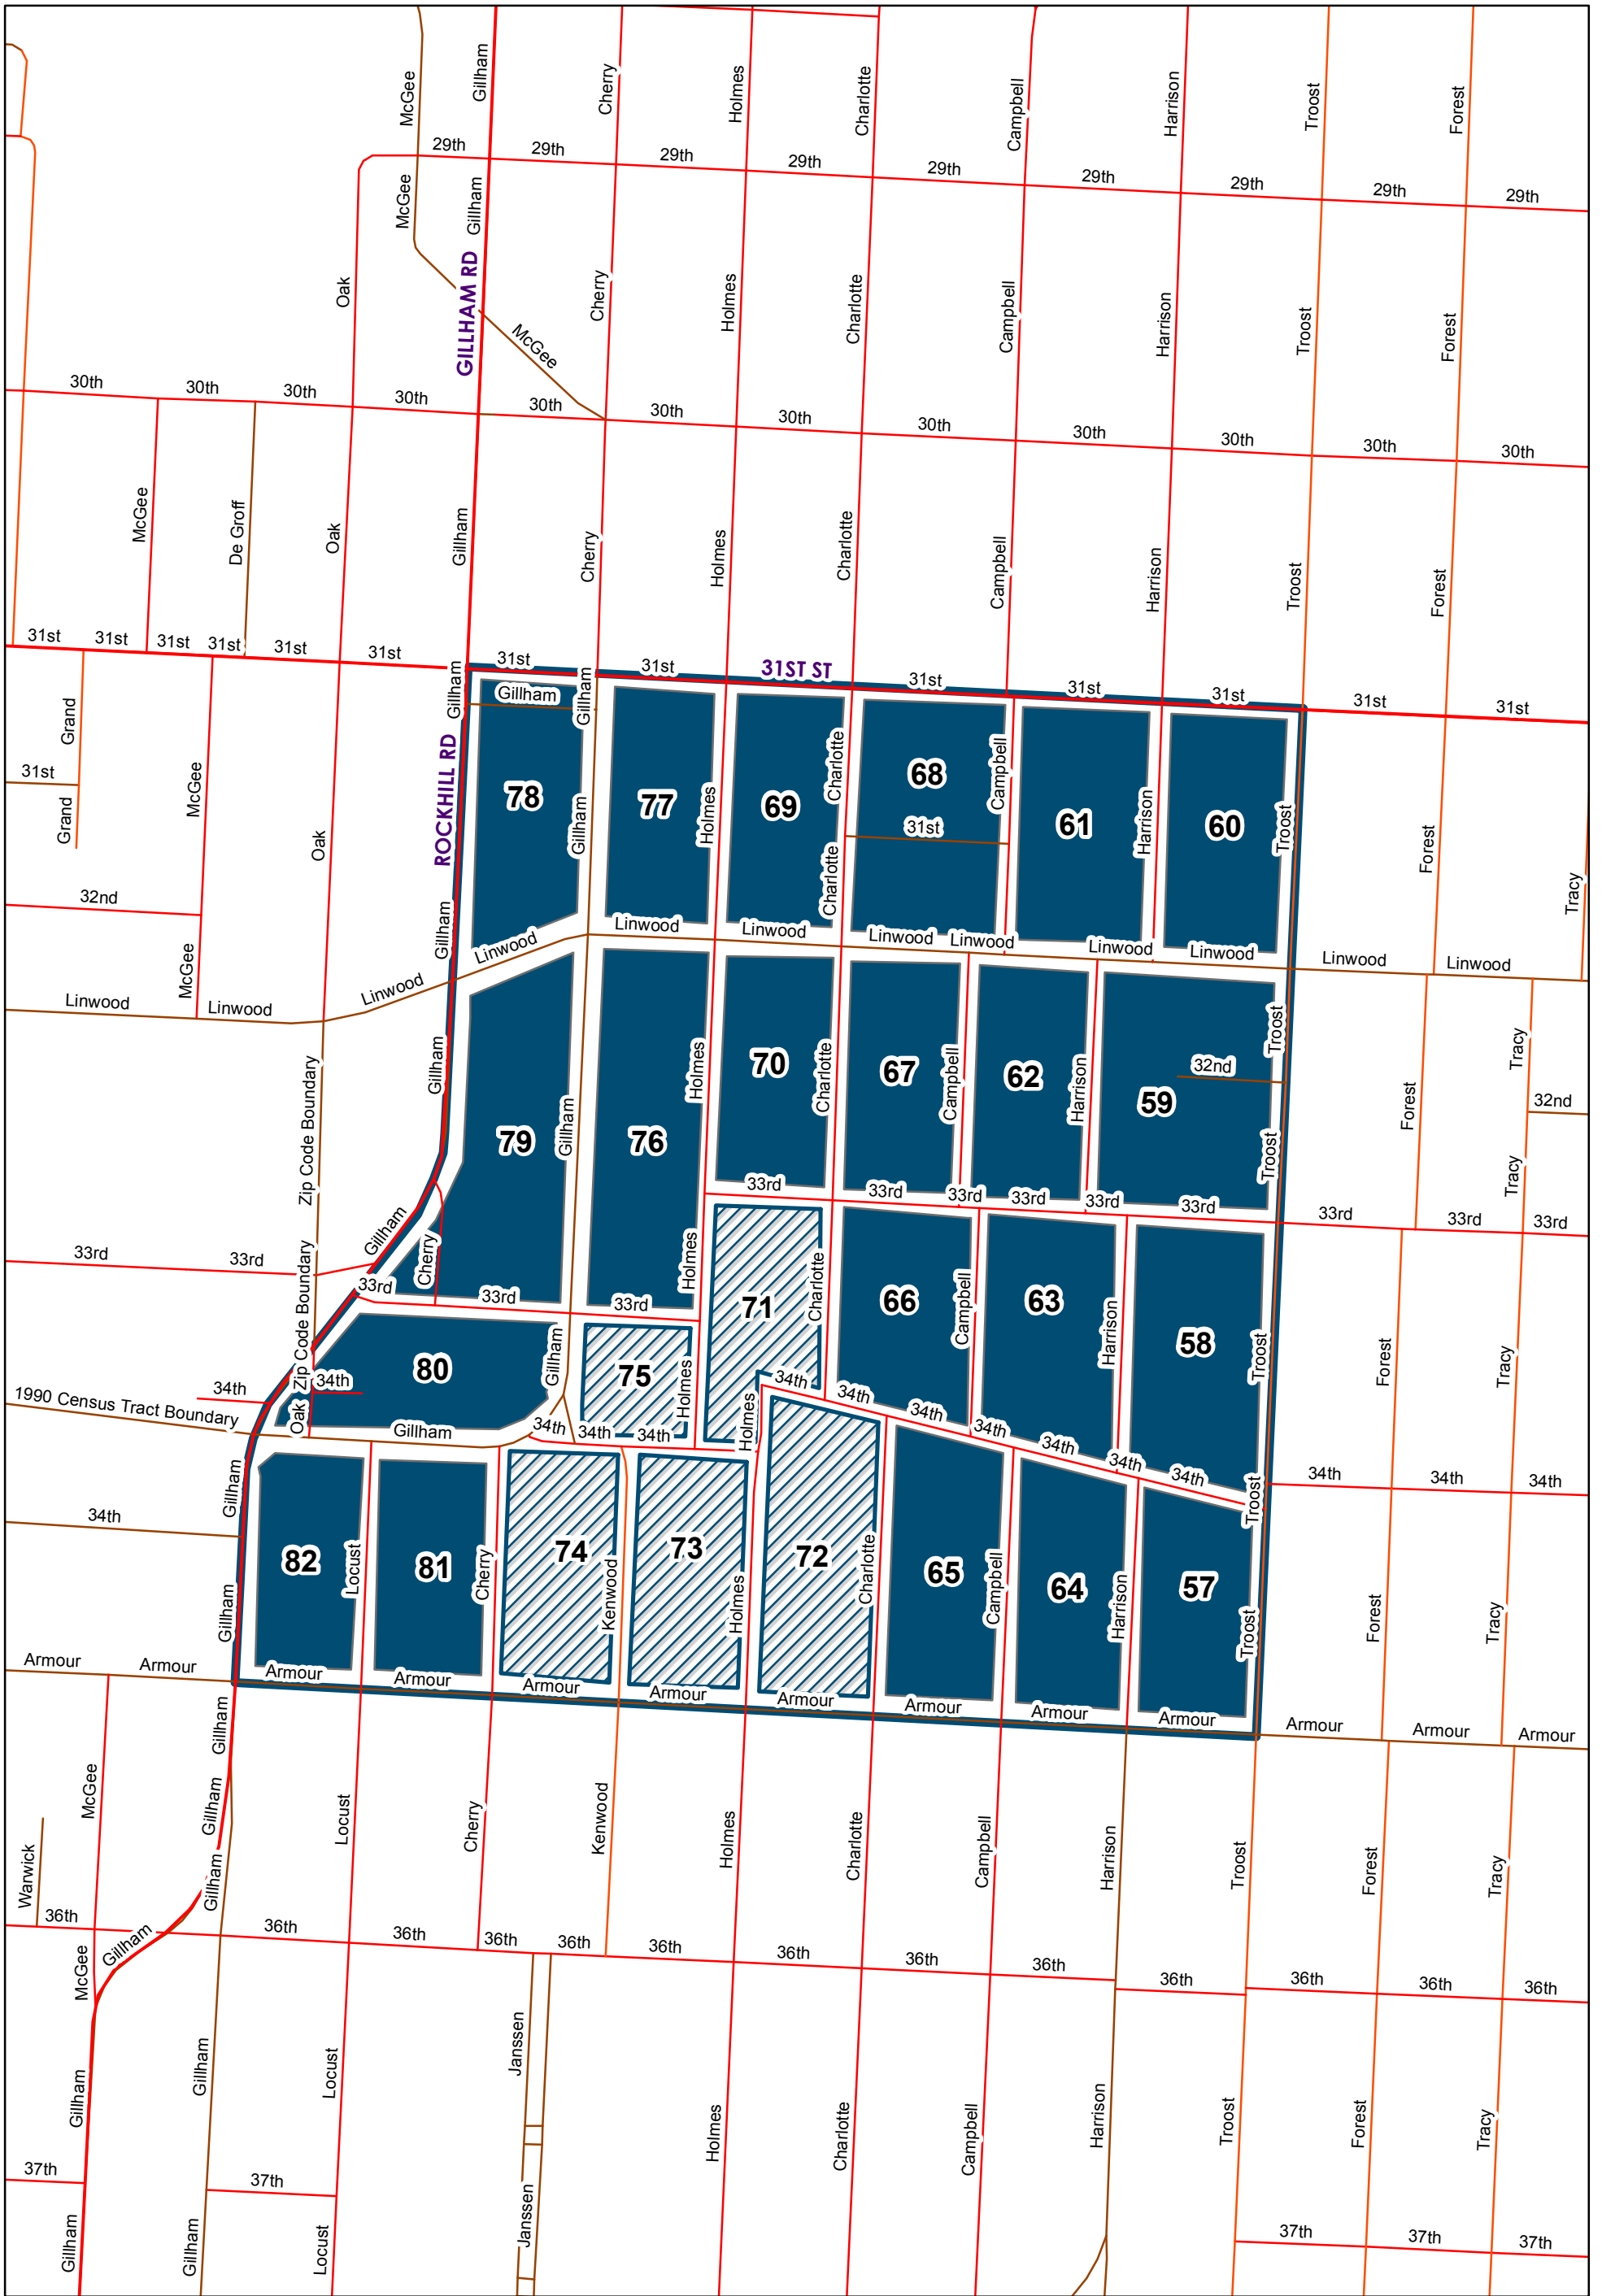 McGee
Gillham
Cherry
Holmes
Charlotte
Campbell
Harrison
Troost
Forest
29th
29th
29th
29th
29th
29th
29th
29th
29th
McGee
Gillham
Oak
GILLHAM RD
Cherry
Holmes
Charlotte
Campbell
Harrison
Troost
Forest
McGee
30th
30th
30th
30th
30th
30th
30th
30th
30th
30th
30th
30th
McGee
De Groff
Oak
Gillham
Cherry
Holmes
Charlotte
Campbell
Harrison
Troost
Forest
31st
31st
31st
31st
31st
31st
31st
31st
31ST ST
31st
31st
31st
31st
31st
Grand
Gillham
Gillham
Gillham
31st
Grand
McGee
Oak
ROCKHILL RD
78
Gillham
77
Holmes
69
Charlotte
Charlotte
68
31st
Campbell
61
Harrison
60
Troost
Forest
Tracy
32nd
McGee
Gillham
Linwood
Linwood
Linwood
Linwood
Linwood
Linwood
Linwood
Linwood
Linwood
Linwood
Linwood
Linwood
Linwood
Zip Code Boundary
Gillham
79
Gillham
76
Holmes
70
Charlotte
67
Campbell
62
Harrison
59
32nd
Troost
Troost
Forest
Tracy
32nd
Tracy
33rd
33rd
33rd
33rd
33rd
33rd
33rd
33rd
33rd
Gillham
Cherry
33rd
33rd
Zip Code Boundary
33rd
33rd
33rd
Holmes
71
Charlotte
66
Campbell
63
Harrison
58
Troost
Forest
Tracy
80
Gillham
75
Holmes
34th
34th
Oak
1990 Census Tract Boundary
Gillham
34th
34th
34th
Holmes
34th
34th
34th
34th
34th
34th
34th
34th
34th
34th
Troost
Gillham
34th
82
Locust
81
Cherry
74
Kenwood
73
Holmes
72
Charlotte
65
Campbell
64
Harrison
57
Troost
Forest
Tracy
Gillham
Armour
Armour
Armour
Armour
Armour
Armour
Armour
Armour
Armour
Armour
Armour
Armour
Armour
Gillham
McGee
Gillham
Locust
Cherry
Kenwood
Holmes
Charlotte
Campbell
Harrison
Troost
Forest
Tracy
Warwick
Gillham
36th
36th
36th
36th
36th
36th
36th
36th
36th
36th
36th
36th
36th
Gillham
McGee
Gillham
Gillham
Locust
Janssen
Holmes
Charlotte
Campbell
Harrison
Troost
Forest
Tracy
37th
37th
37th
37th
37th
Gillham
Gillham
Locust
Janssen